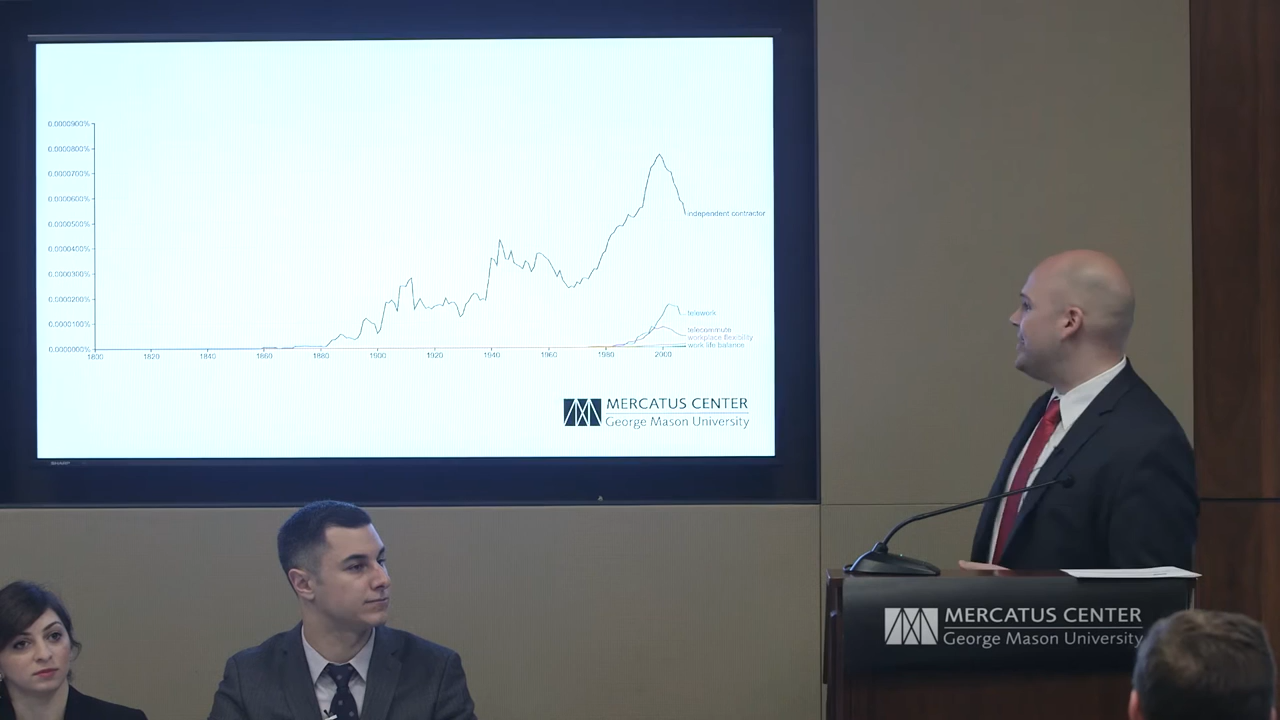 0.0000900%
0.0000800%
0.0000700%
0.0000600%
0.0000500%
0.0000400%
0.0000300%
0.0000200%
0.0000100%
0.0000000%
1800 1820 1840 1860 1880 1900 1920 1940 1960 1980 2000
independent contractor
telework
telecommute
workplace flexibility
work life balance
MERCATUS CENTER
George Mason University
SHARP
MERCATUS CENTER
George Mason University